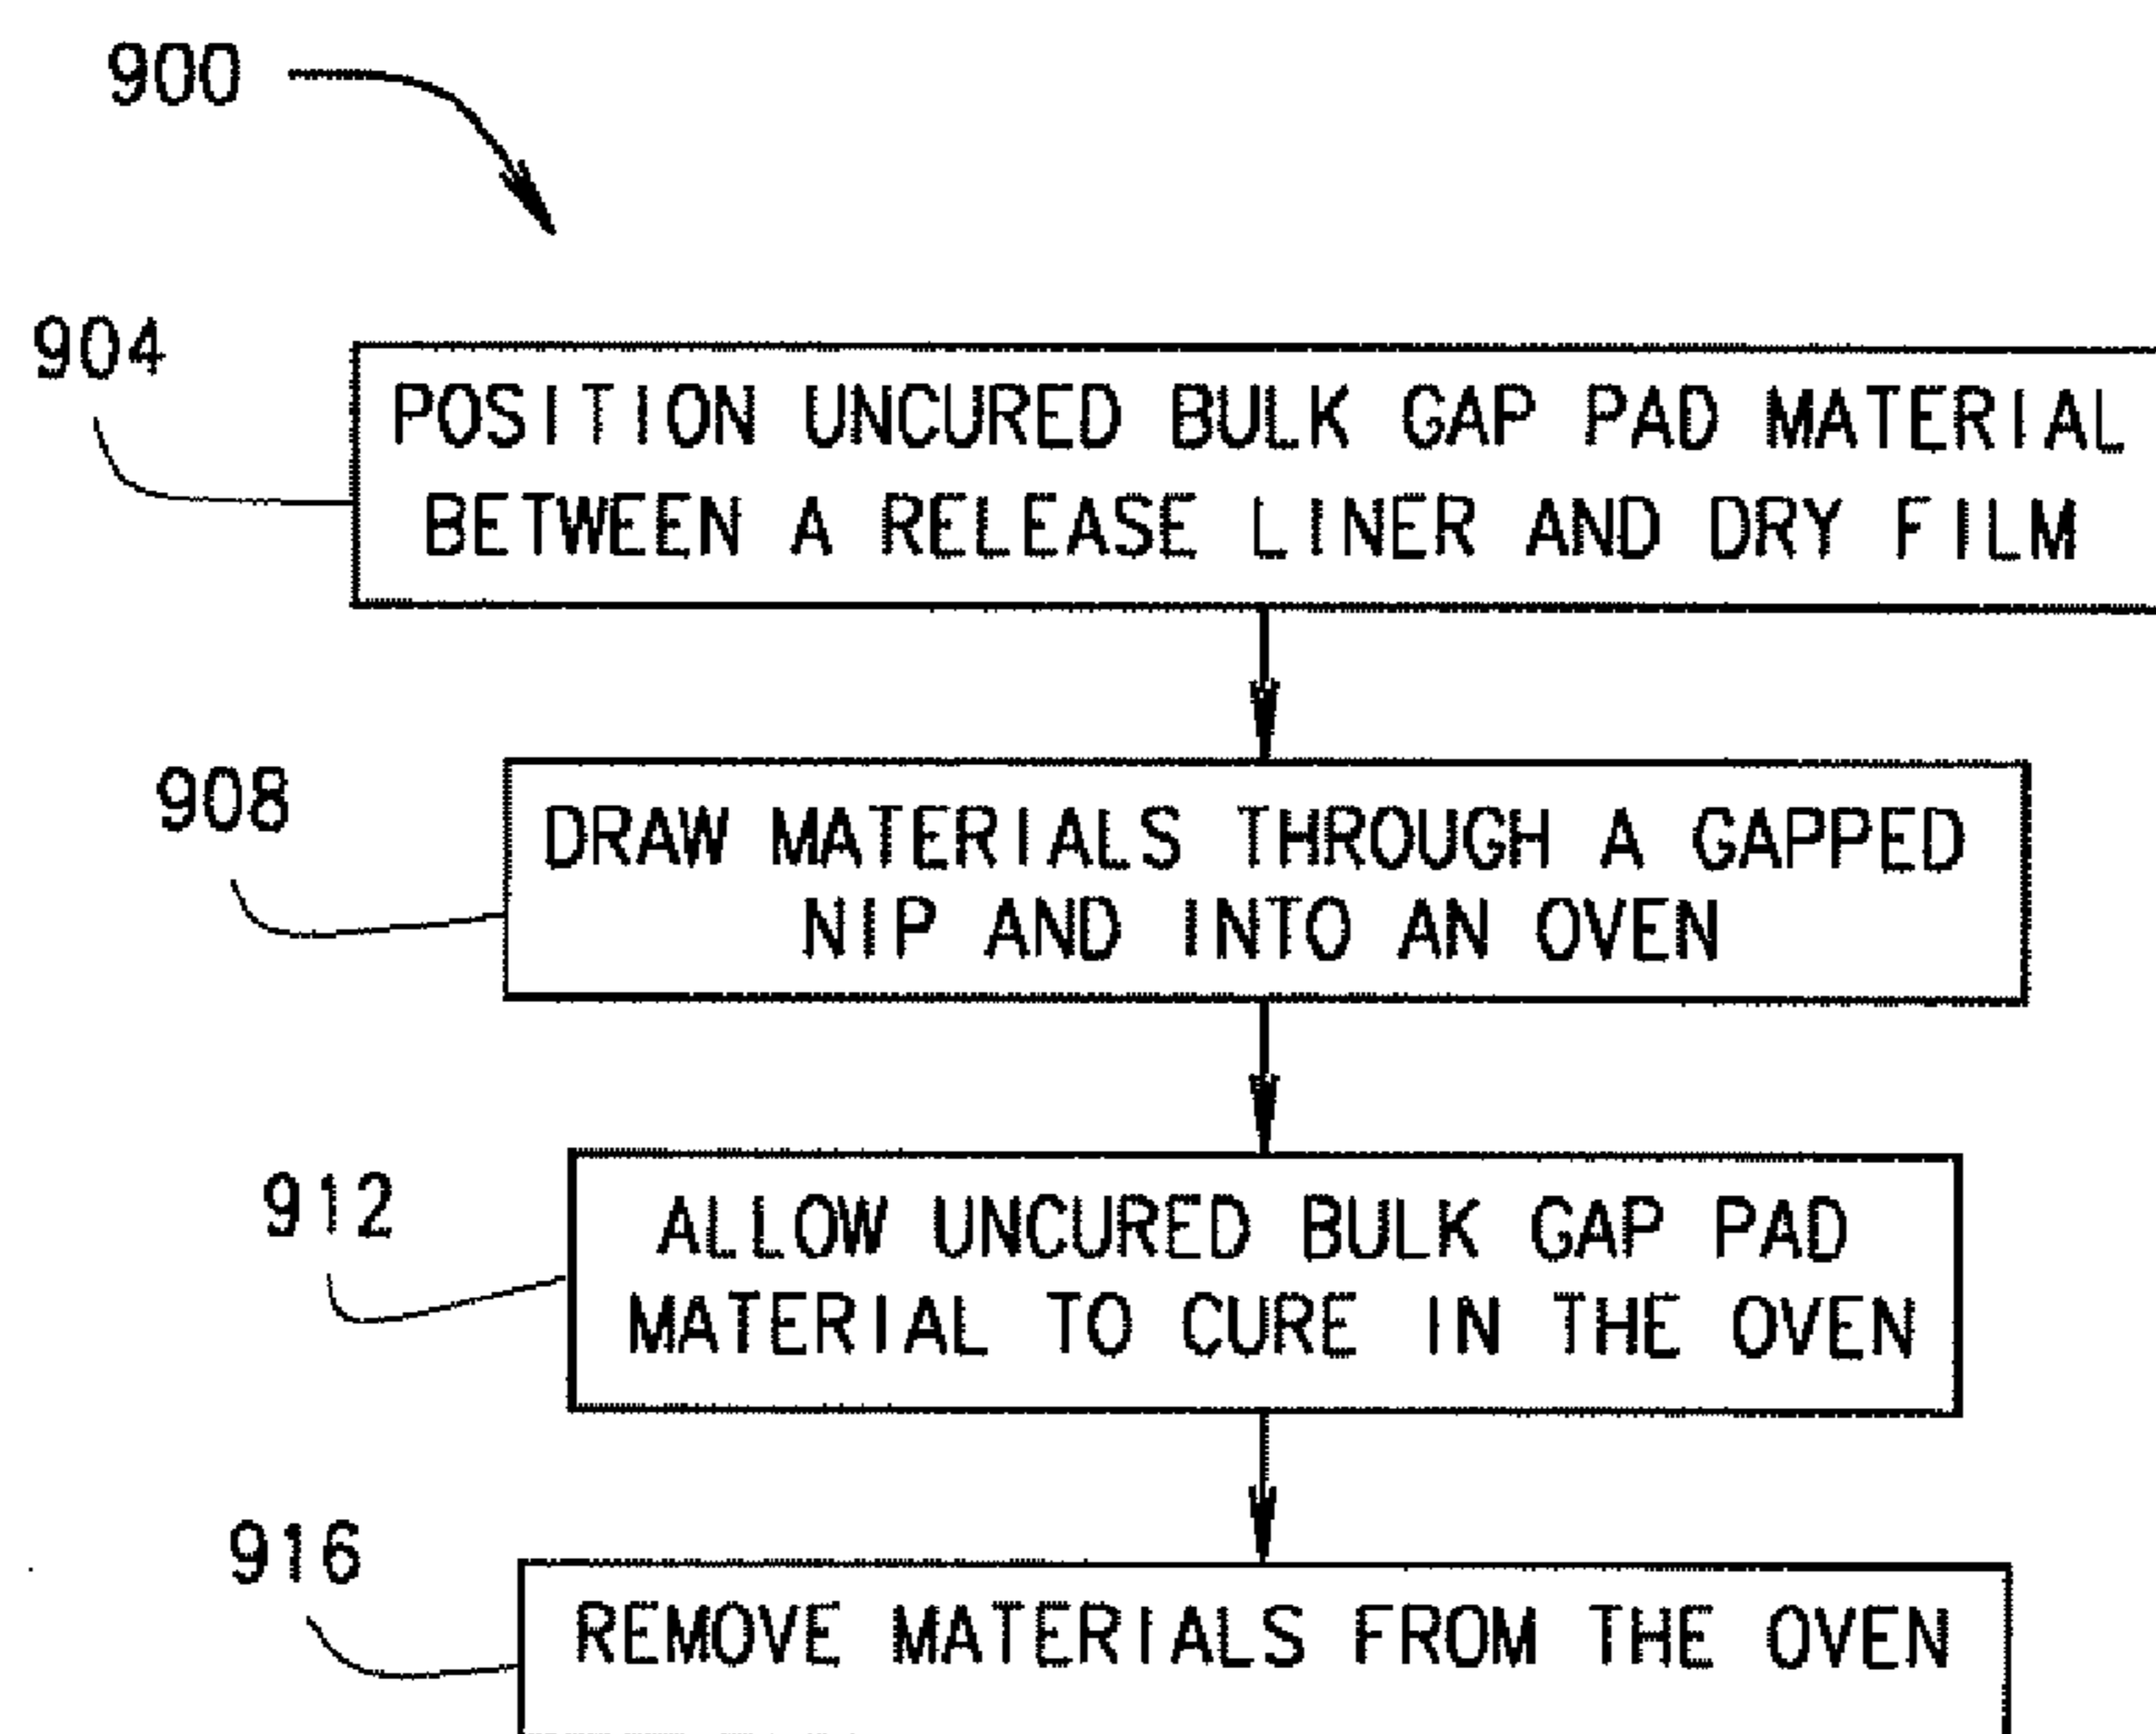 900
904
POSITION UNCURED BULK GAP PAD MATERIAL
BETWEEN A RELEASE LINER AND DRY FILM
908
DRAW MATERIALS THROUGH A GAPPED
NIP AND INTO AN OVEN
912
ALLOW UNCURED BULK GAP PAD
MATERIAL TO CURE IN THE OVEN
916
REMOVE MATERIALS FROM THE OVEN